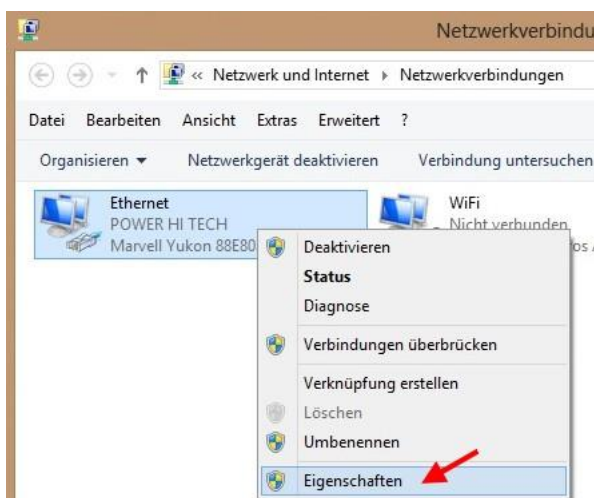 Netzwerkverbindu
« Netzwerk und Internet Netzwerkverbindungen
Datei Bearbeiten Ansicht Extras Erweitert ?
Organisieren Netzwerkgerät deaktivieren Verbindung untersuchen
Ethernet
POWER HI TECH
Marvell Yukon 88E80
WiFi
Nicht verbunden
Deaktivieren
Status
Diagnose
Verbindungen überbrücken
Verknüpfung erstellen
Löschen
Umbenennen
Eigenschaften